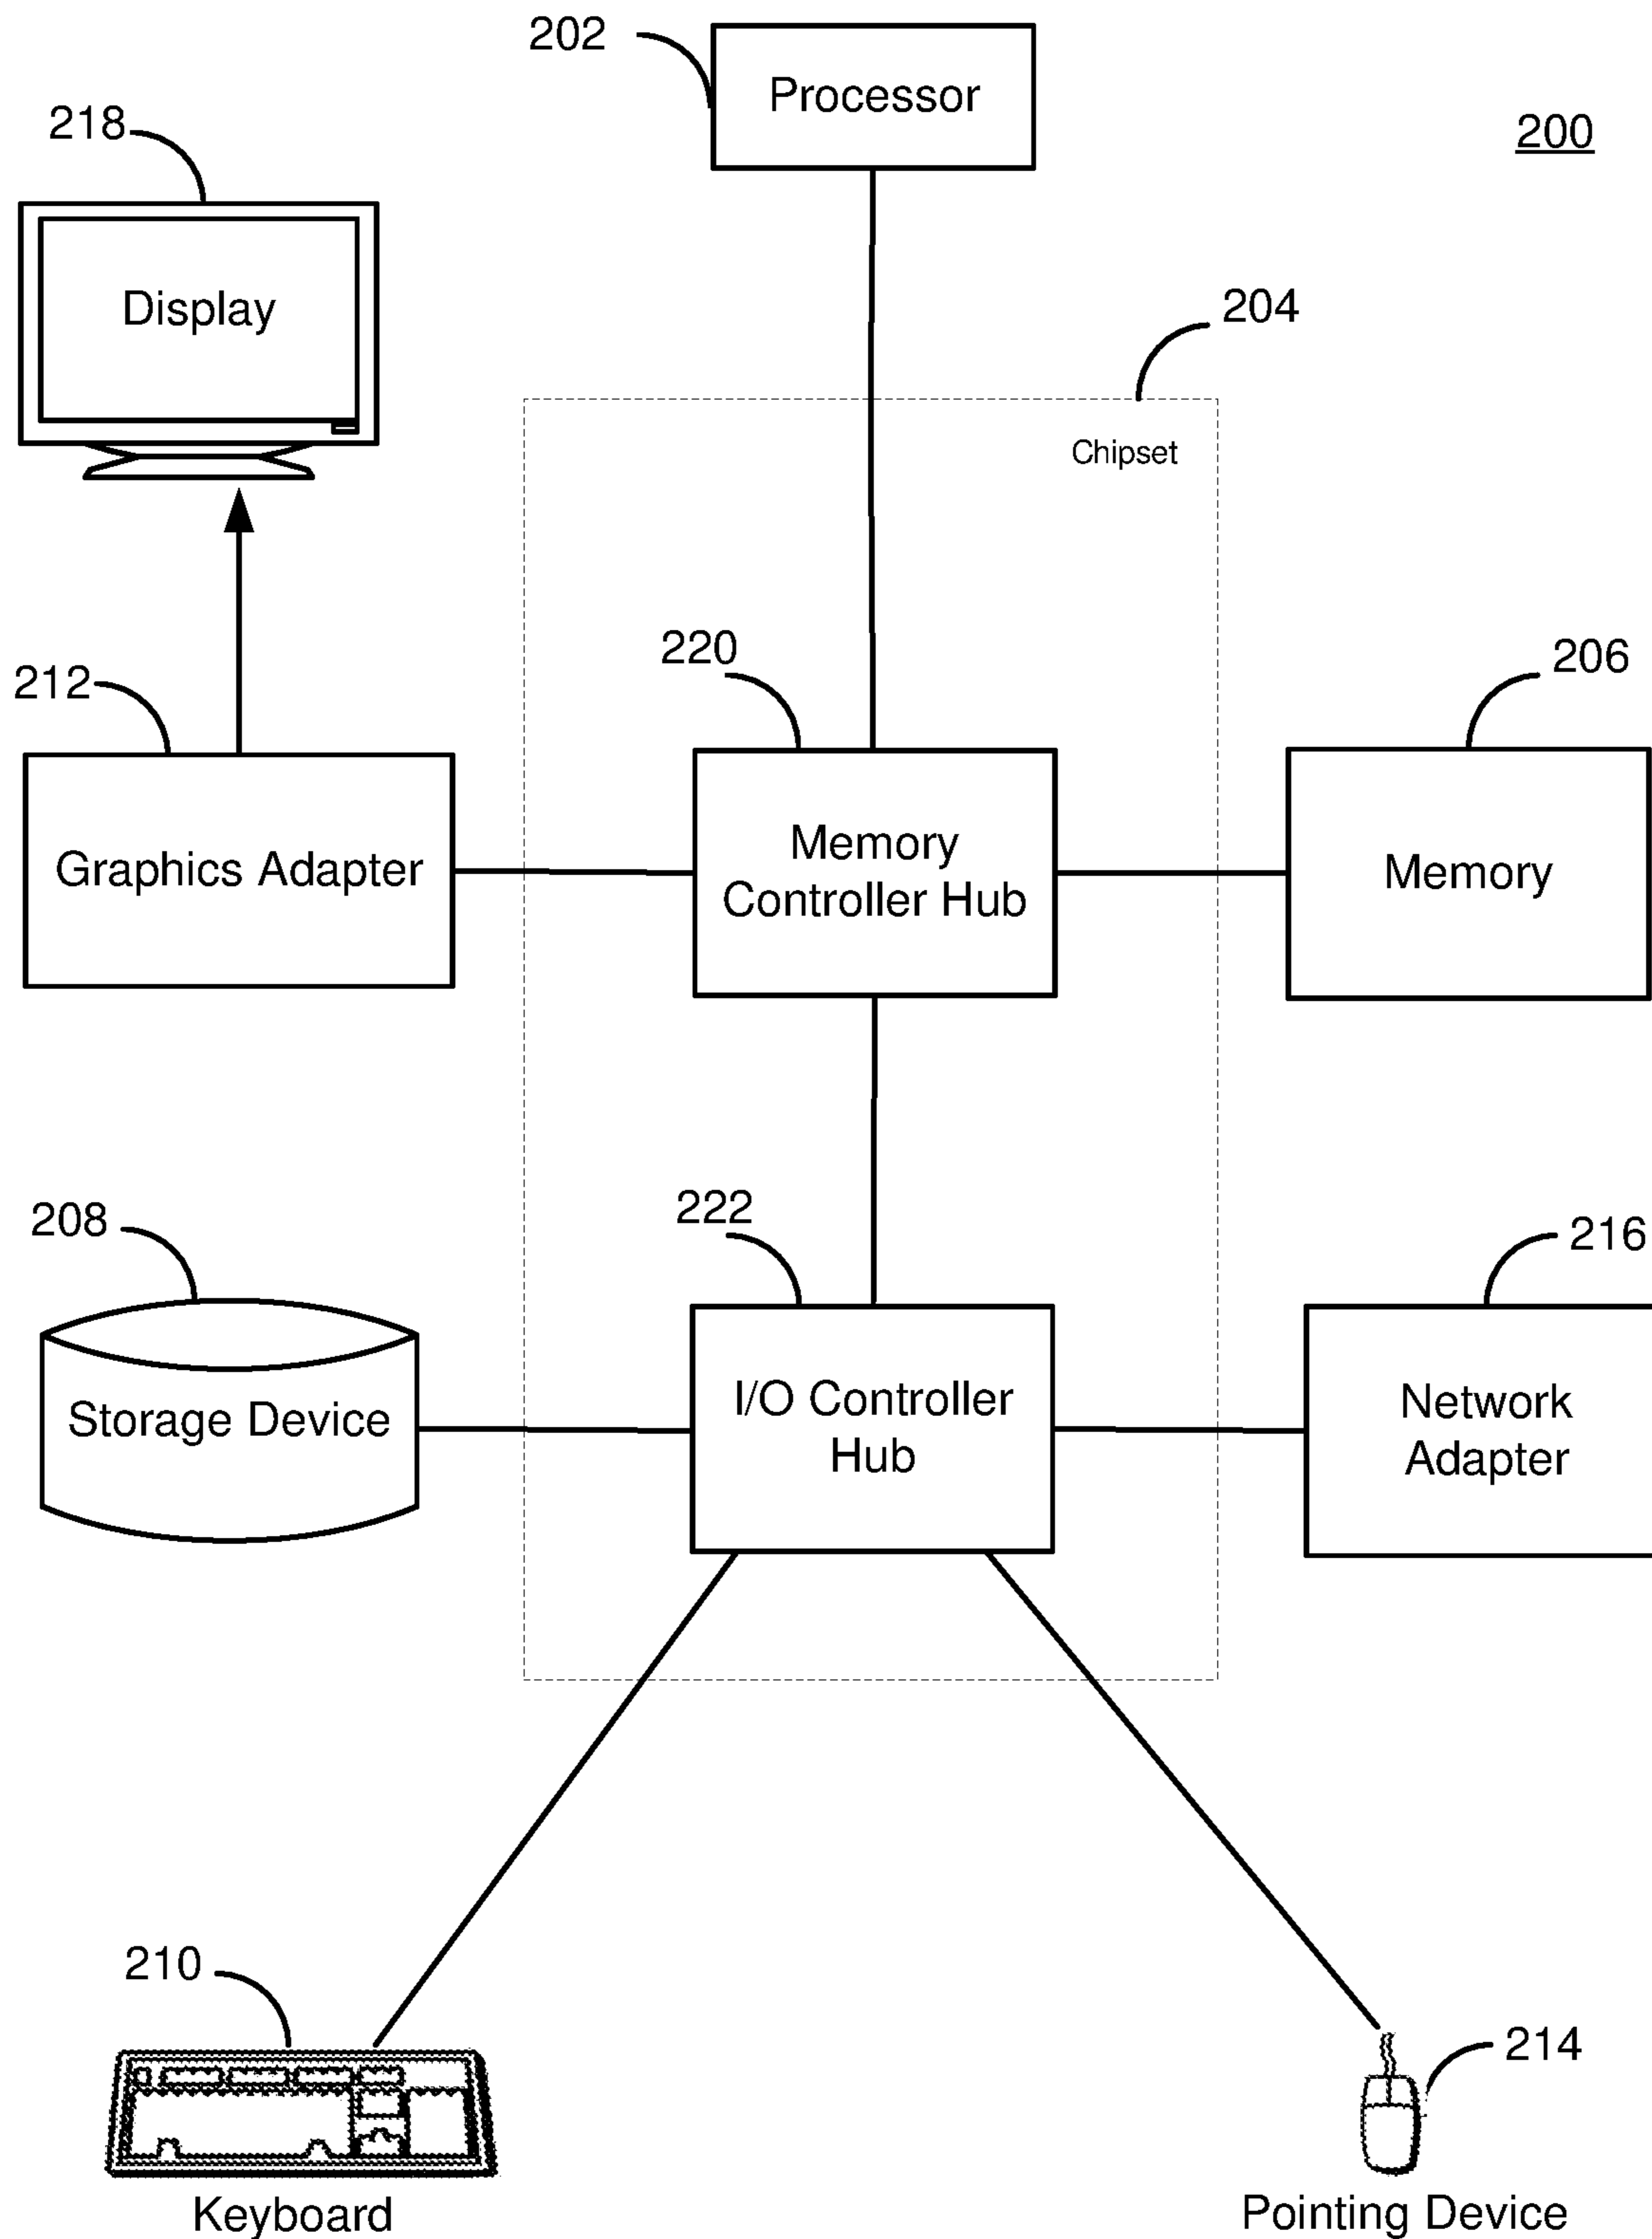 202
Processor
200
218
Display
204
Chipset
220
206
212
Memory
Controller Hub
Graphics Adapter
Memory
208
222
216
Storage Device
I/O Controller
Hub
Network
Adapter
210
214
Keyboard
Pointing Device